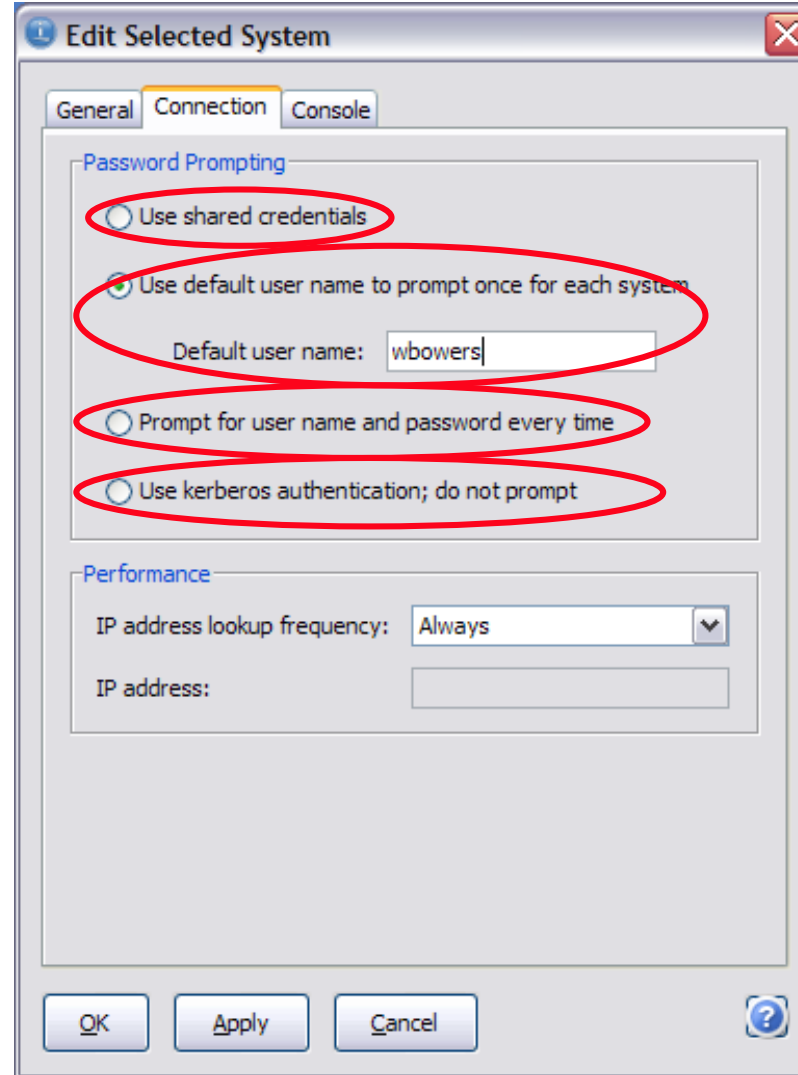 Edit Selected System
General Connection Console
Password Prompting
Use shared credentials
Use default user name to prompt once for each system
Default user name: wbowers
Prompt for user name and password every time
Use kerberos authentication; do not prompt
Performance
IP address lookup frequency: Always
IP address:
OK Apply Cancel ?